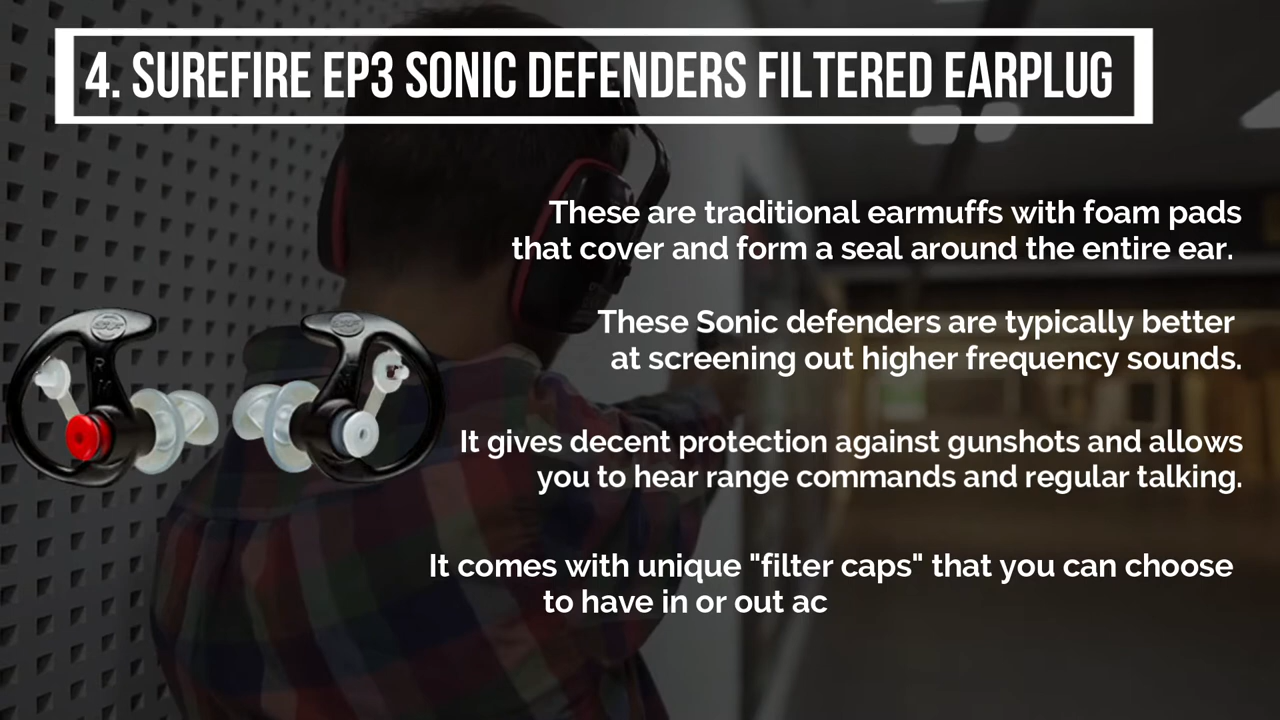 4. SUREFIRE EP3 SONIC DEFENDERS FILTERED EARPLUG
These are traditional earmuffs with foam pads
that cover and form a seal around the entire ear.
These Sonic defenders are typically better
at screening out higher frequency sounds.
It gives decent protection against gunshots and allows
you to hear range commands and regular talking.
It comes with unique "filter caps" that you can choose
to have in or out ac